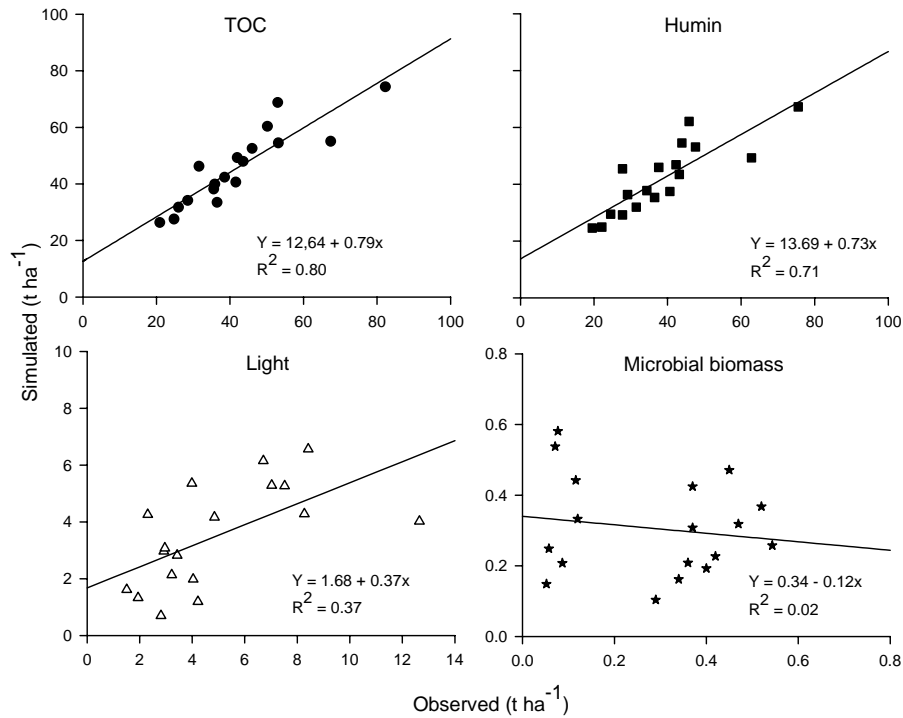 TOC
100
80
60
40
20
0
0 20 40 60 80 100
Y = 12,64 + 0.79x
R² = 0.80
Humin
0 20 40 60 80 100
Y = 13.69 + 0.73x
R² = 0.71
Simulated (t ha⁻¹)
Light
10
8
6
4
2
0
0 2 4 6 8 10 12 14
Y = 1.68 + 0.37x
R² = 0.37
Microbial biomass
0.8
0.6
0.4
0.2
0.0
0.0 0.2 0.4 0.6 0.8
Y = 0.34 - 0.12x
R² = 0.02
Observed (t ha⁻¹)